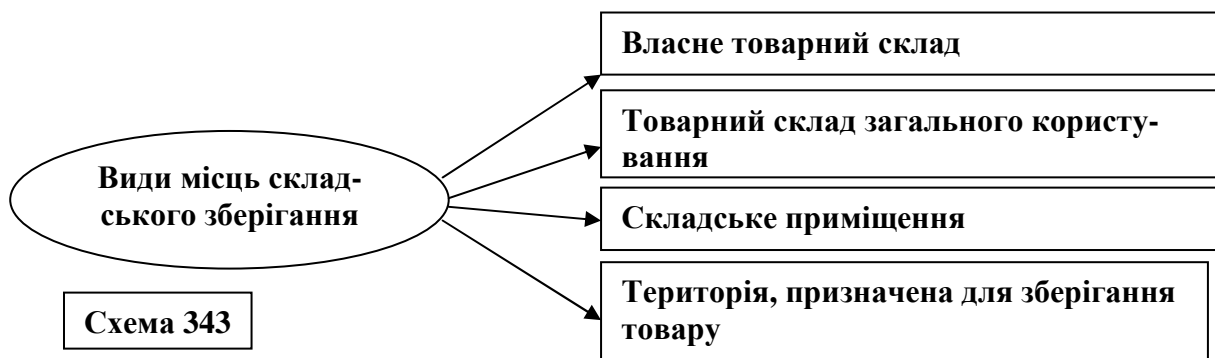 Власне товарний склад
Товарний склад загального користу-
вання
Види місць склад-
ського зберігання
Складське приміщення
Територія, призначена для зберігання
товару
Схема 343